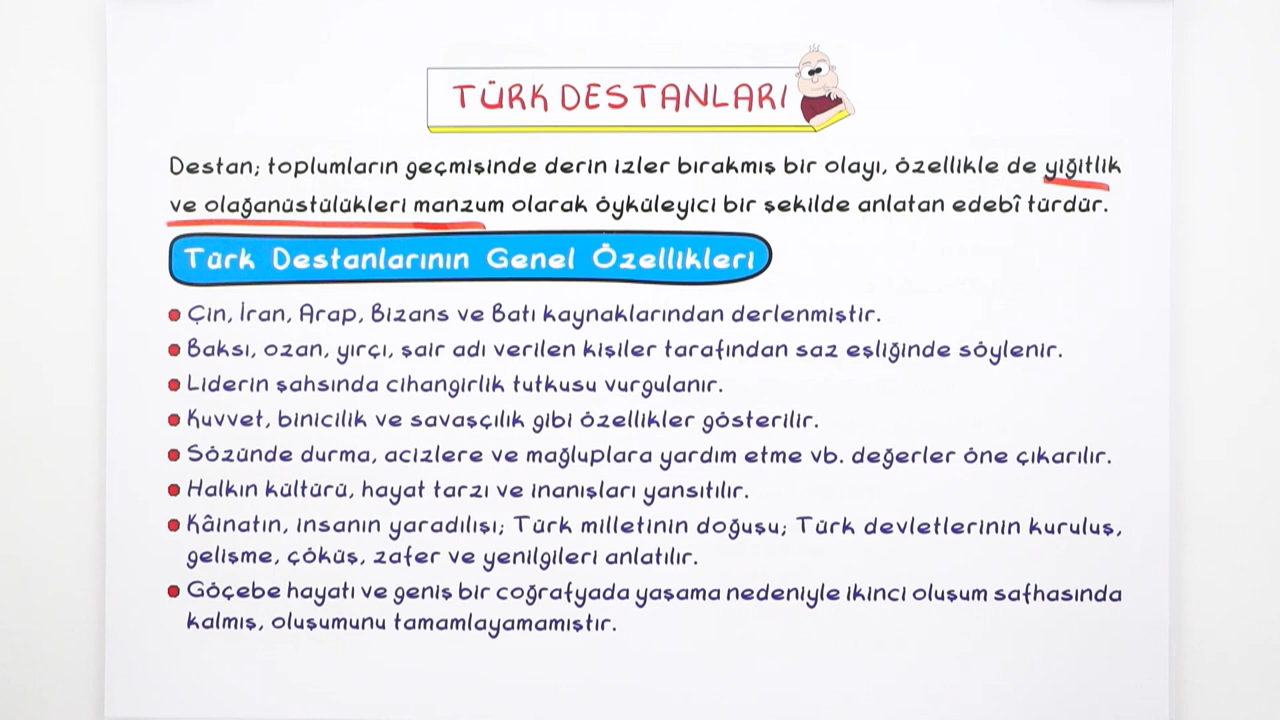 TÜRK DESTANLARI
Destan; toplumların geçmişinde derin izler bırakmış bir olayı, özellikle de yiğitlik
ve olağanüstülükleri manzum olarak öyküleyici bir şekilde anlatan edebî türdür.
Türk Destanlarının Genel Özellikleri
• Çin, İran, Arap, Bizans ve Batı kaynaklarından derlenmiştir.
• Baksı, ozan, yırçı, şair adı verilen kişiler tarafından saz eşliğinde söylenir.
• Liderin şahsında cihangirlik tutkusu vurgulanır.
• Kuvvet, binicilik ve savaşçılık gibi özellikler gösterilir.
• Sözünde durma, acizlere ve mağluplara yardım etme vb. değerler öne çıkarılır.
• Halkın kültürü, hayat tarzı ve inanışları yansıtılır.
• Kâinatın, insanın yaradılışı; Türk milletinin doğuşu; Türk devletlerinin kuruluş,
gelişme, çöküş, zafer ve yenilgileri anlatılır.
• Göçebe hayatı ve geniş bir coğrafyada yaşama nedeniyle ikinci oluşum safhasında
kalmış, oluşumunu tamamlayamamıştır.